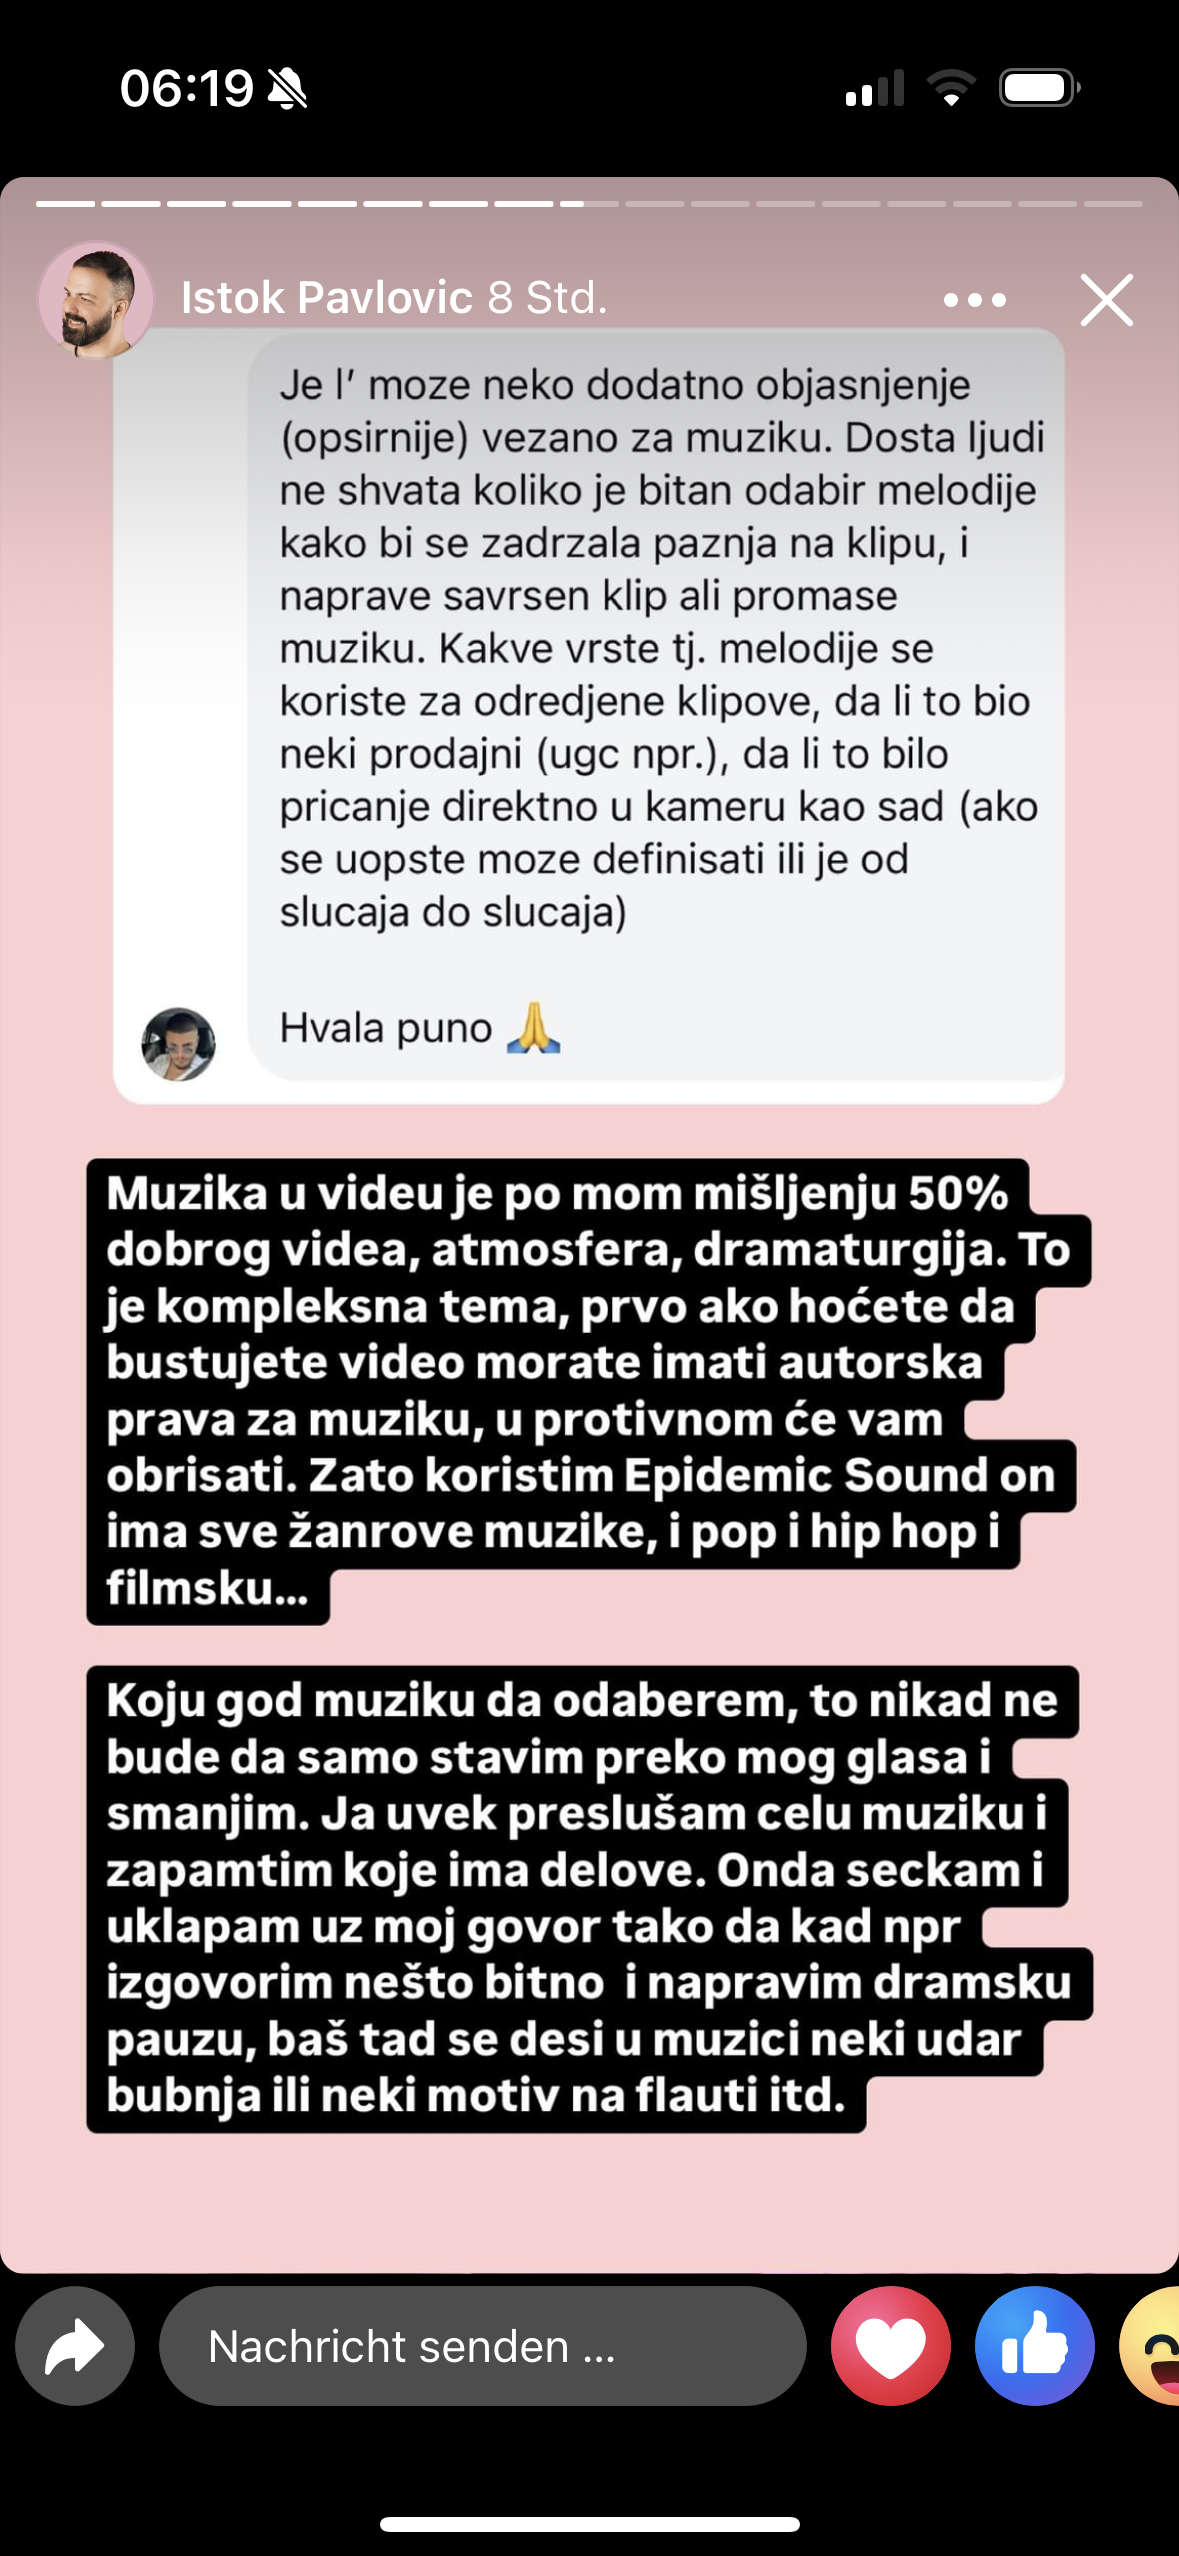 06:19
Istok Pavlovic 8 Std.
Je l’ moze neko dodatno objasnjenje
(opsirnije) vezano za muziku. Dosta ljudi
ne shvata koliko je bitan odabir melodije
kako bi se zadrzala paznja na klipu, i
naprave savrsen klip ali promase
muziku. Kakve vrste tj. melodije se
koriste za odredjene klipove, da li to bio
neki prodajni (ugc npr.), da li to bilo
pricanje direktno u kameru kao sad (ako
se uopste moze definisati ili je od
slucaja do slucaja)
Hvala puno 🙏
Muzika u videu je po mom mišljenju 50%
dobrog videa, atmosfera, dramaturgija. To
je kompleksna tema, prvo ako hoćete da
bustujete video morate imati autorska
prava za muziku, u protivnom će vam
obrisati. Zato koristim Epidemic Sound on
ima sve žanrove muzike, i pop i hip hop i
filmsku...
Koju god muziku da odaberem, to nikad ne
bude da samo stavim preko mog glasa i
smanjim. Ja uvek preslušam celu muziku i
zapamtim koje ima delove. Onda seckam i
uklapam uz moj govor tako da kad npr
izgovorim nešto bitno  i napravim dramsku
pauzu, baš tad se desi u muzici neki udar
bubnja ili neki motiv na flauti itd.
Nachricht senden ...